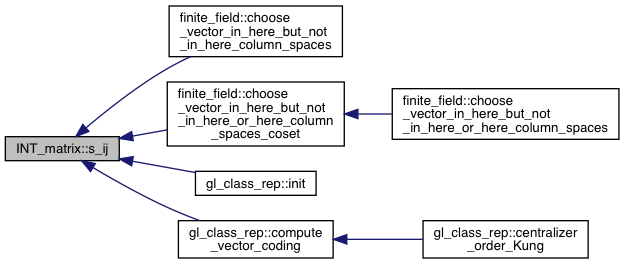 finite_field::choose
_vector_in_here_but_not
_in_here_column_spaces
finite_field::choose
_vector_in_here_but_not
_in_here_or_here_column
_spaces_coset
finite_field::choose
_vector_in_here_but_not
_in_here_or_here_column_spaces
INT_matrix::s_ij
gl_class_rep::init
gl_class_rep::compute
_vector_coding
gl_class_rep::centralizer
_order_Kung